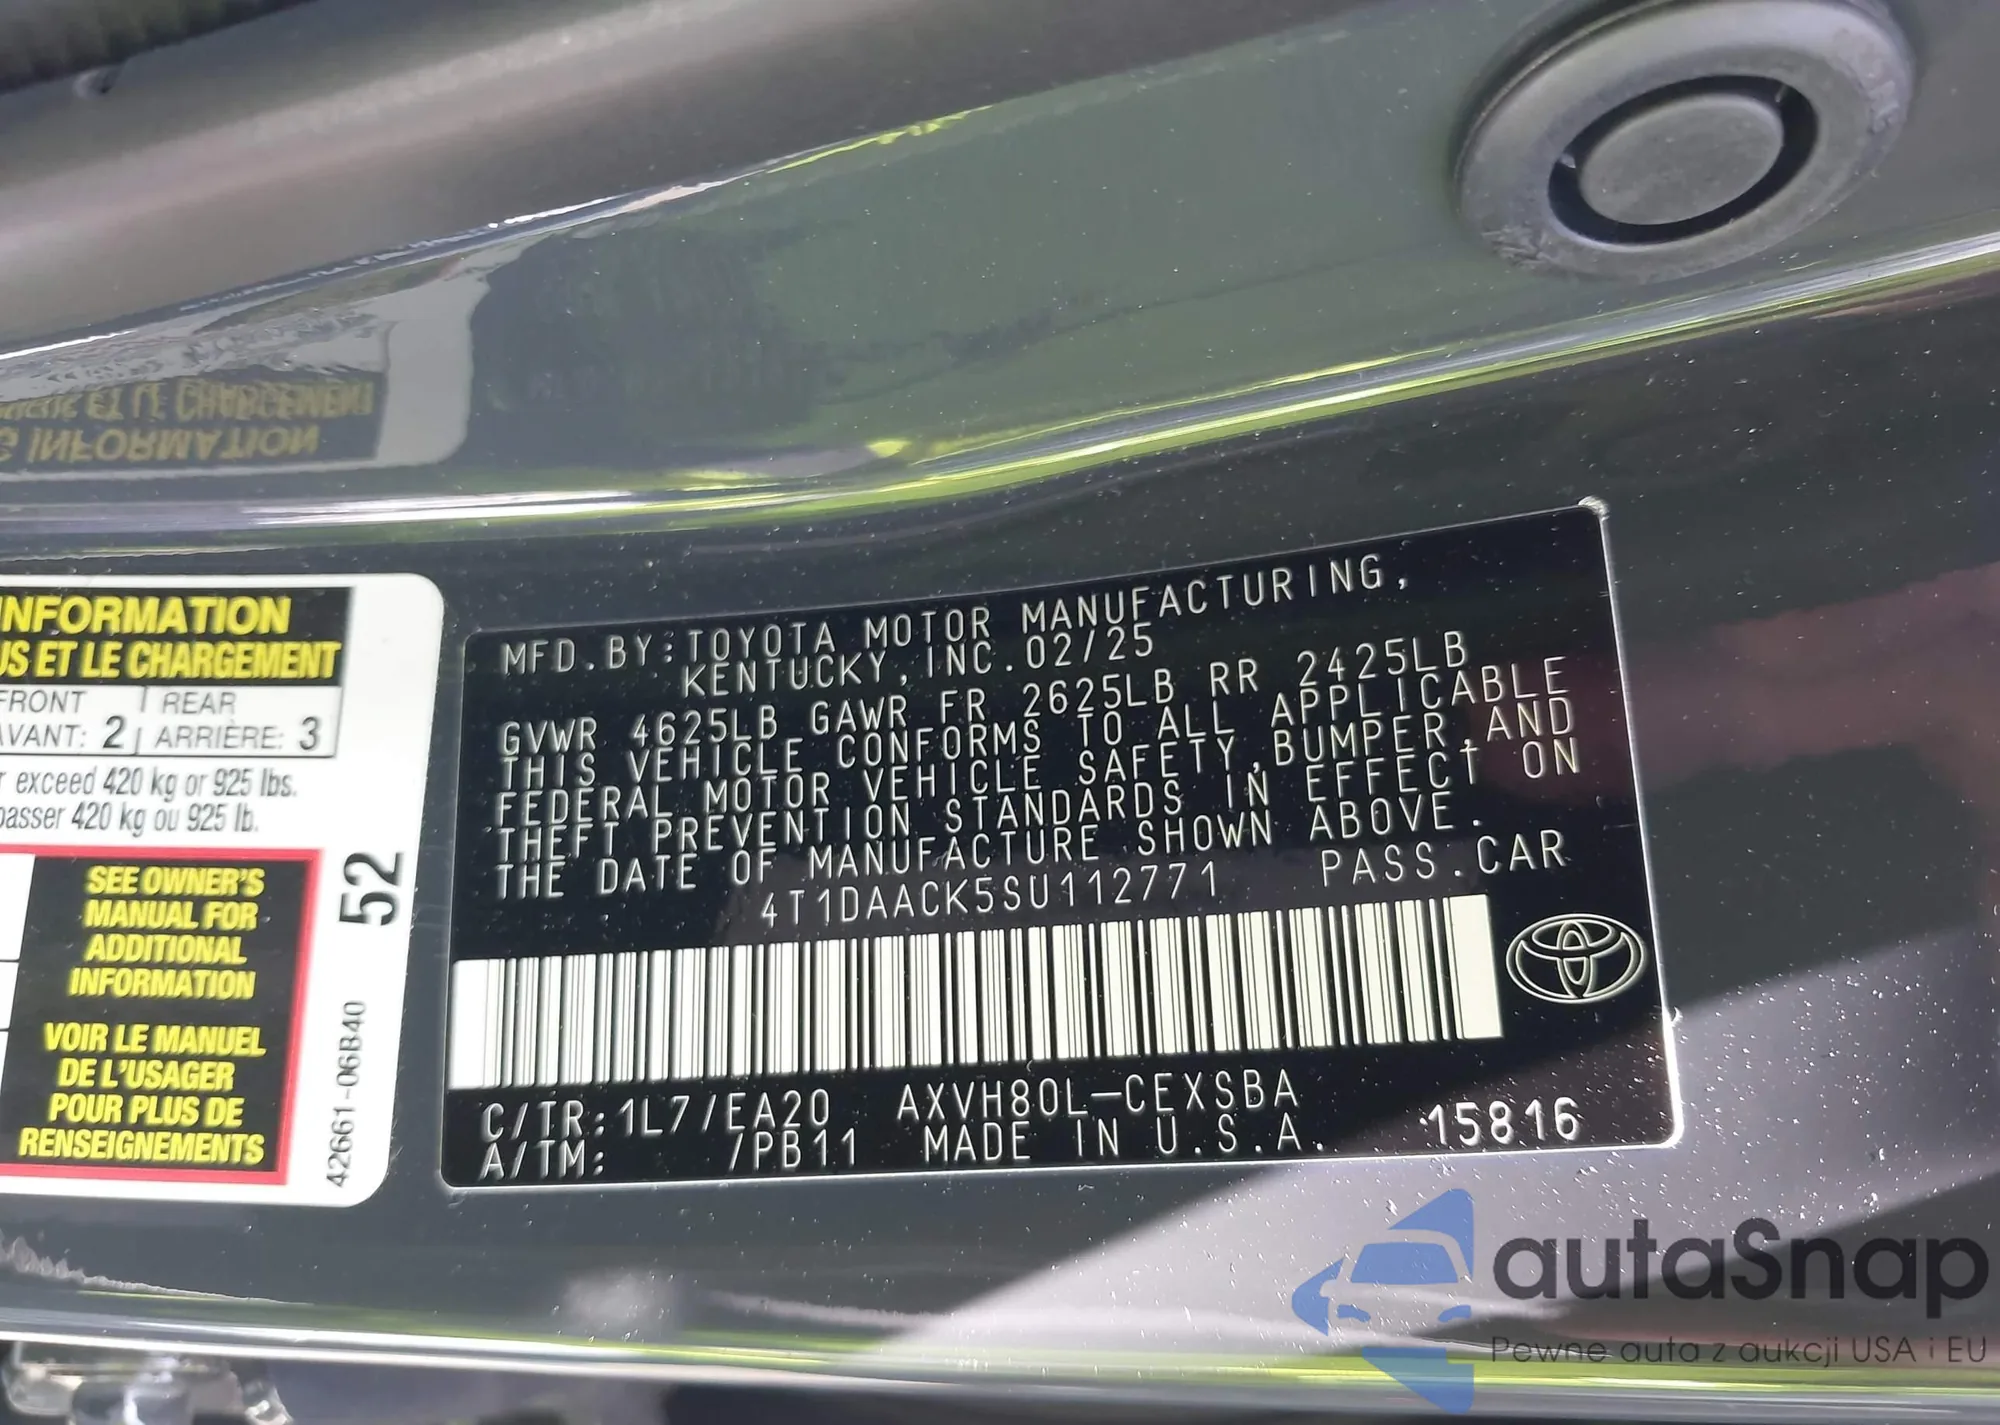 INFORMATION
US ET LE CHARGEMENT
FRONT REAR
AVANT: 2 ARRIÈRE: 3
exceed 420 kg or 925 lbs.
passer 420 kg ou 925 lb.
SEE OWNER'S
MANUAL FOR
ADDITIONAL
INFORMATION
VOIR LE MANUEL
DE L'USAGER
POUR PLUS DE
RENSEIGNEMENTS
52
42661-06B40
MFD.BY:TOYOTA MOTOR MANUFACTURING,
KENTUCKY,INC.02/25
GVWR 4625LB GAWR FR 2625LB RR 2425LB
THIS VEHICLE CONFORMS TO ALL APPLICABLE
FEDERAL MOTOR VEHICLE SAFETY,BUMPER,AND
THEFT PREVENTION STANDARDS IN EFFECT ON
THE DATE OF MANUFACTURE SHOWN ABOVE.
4T1DAACK5SU112771 PASS.CAR
C/TR:1L7/EA20 AXVH80L-CEXSBA
A/TM: /PB11 MADE IN U.S.A. 15816
autaSnap
Pewne auta z aukcji USA i EU